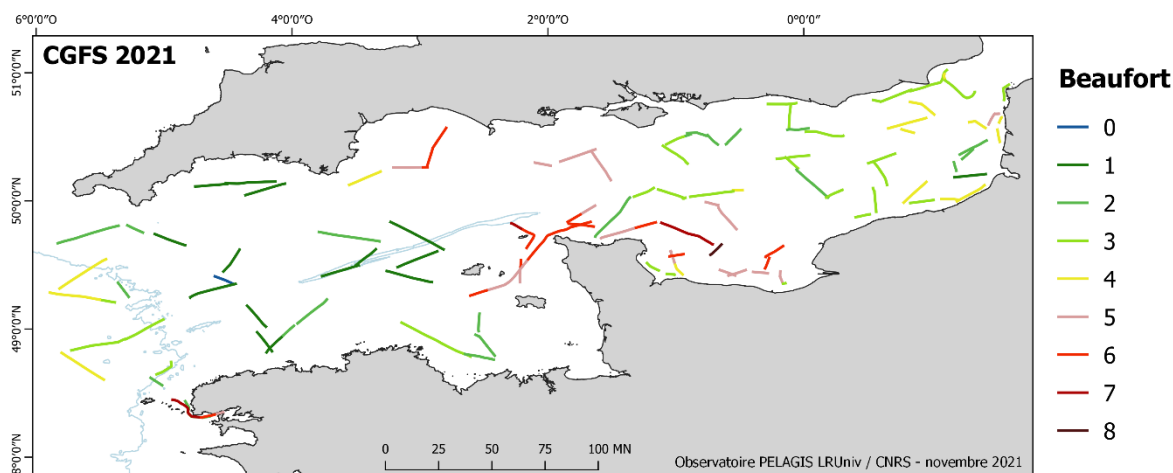 6°0'0"O 4°0'0"O 2°0'0"O 0°0'0"O
CGFS 2021
51°0'0"N
50°0'0"N
49°0'0"N
8°0'0"N
Beaufort
0
1
2
3
4
5
6
7
8
0 25 50 75 100 MN
Observatoire PELAGIS LRUniv / CNRS - novembre 2021